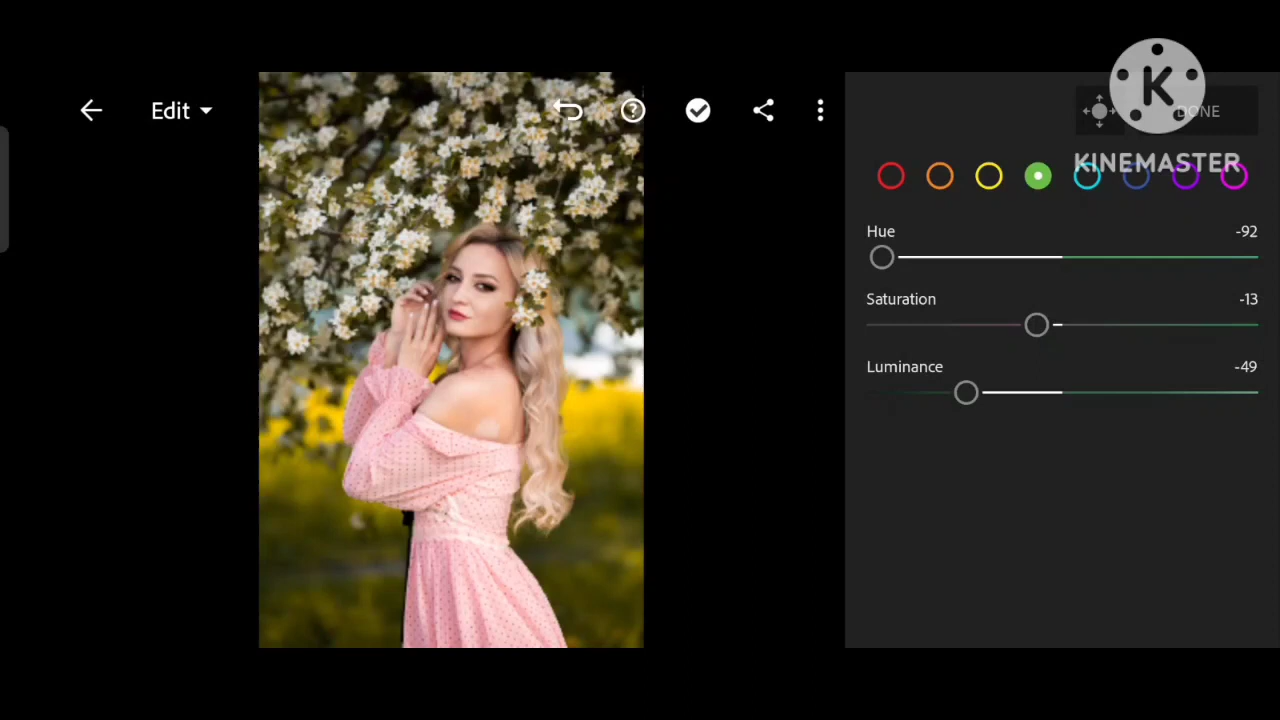 Edit
DONE
K
KINEMASTER
Hue -92
Saturation -13
Luminance -49